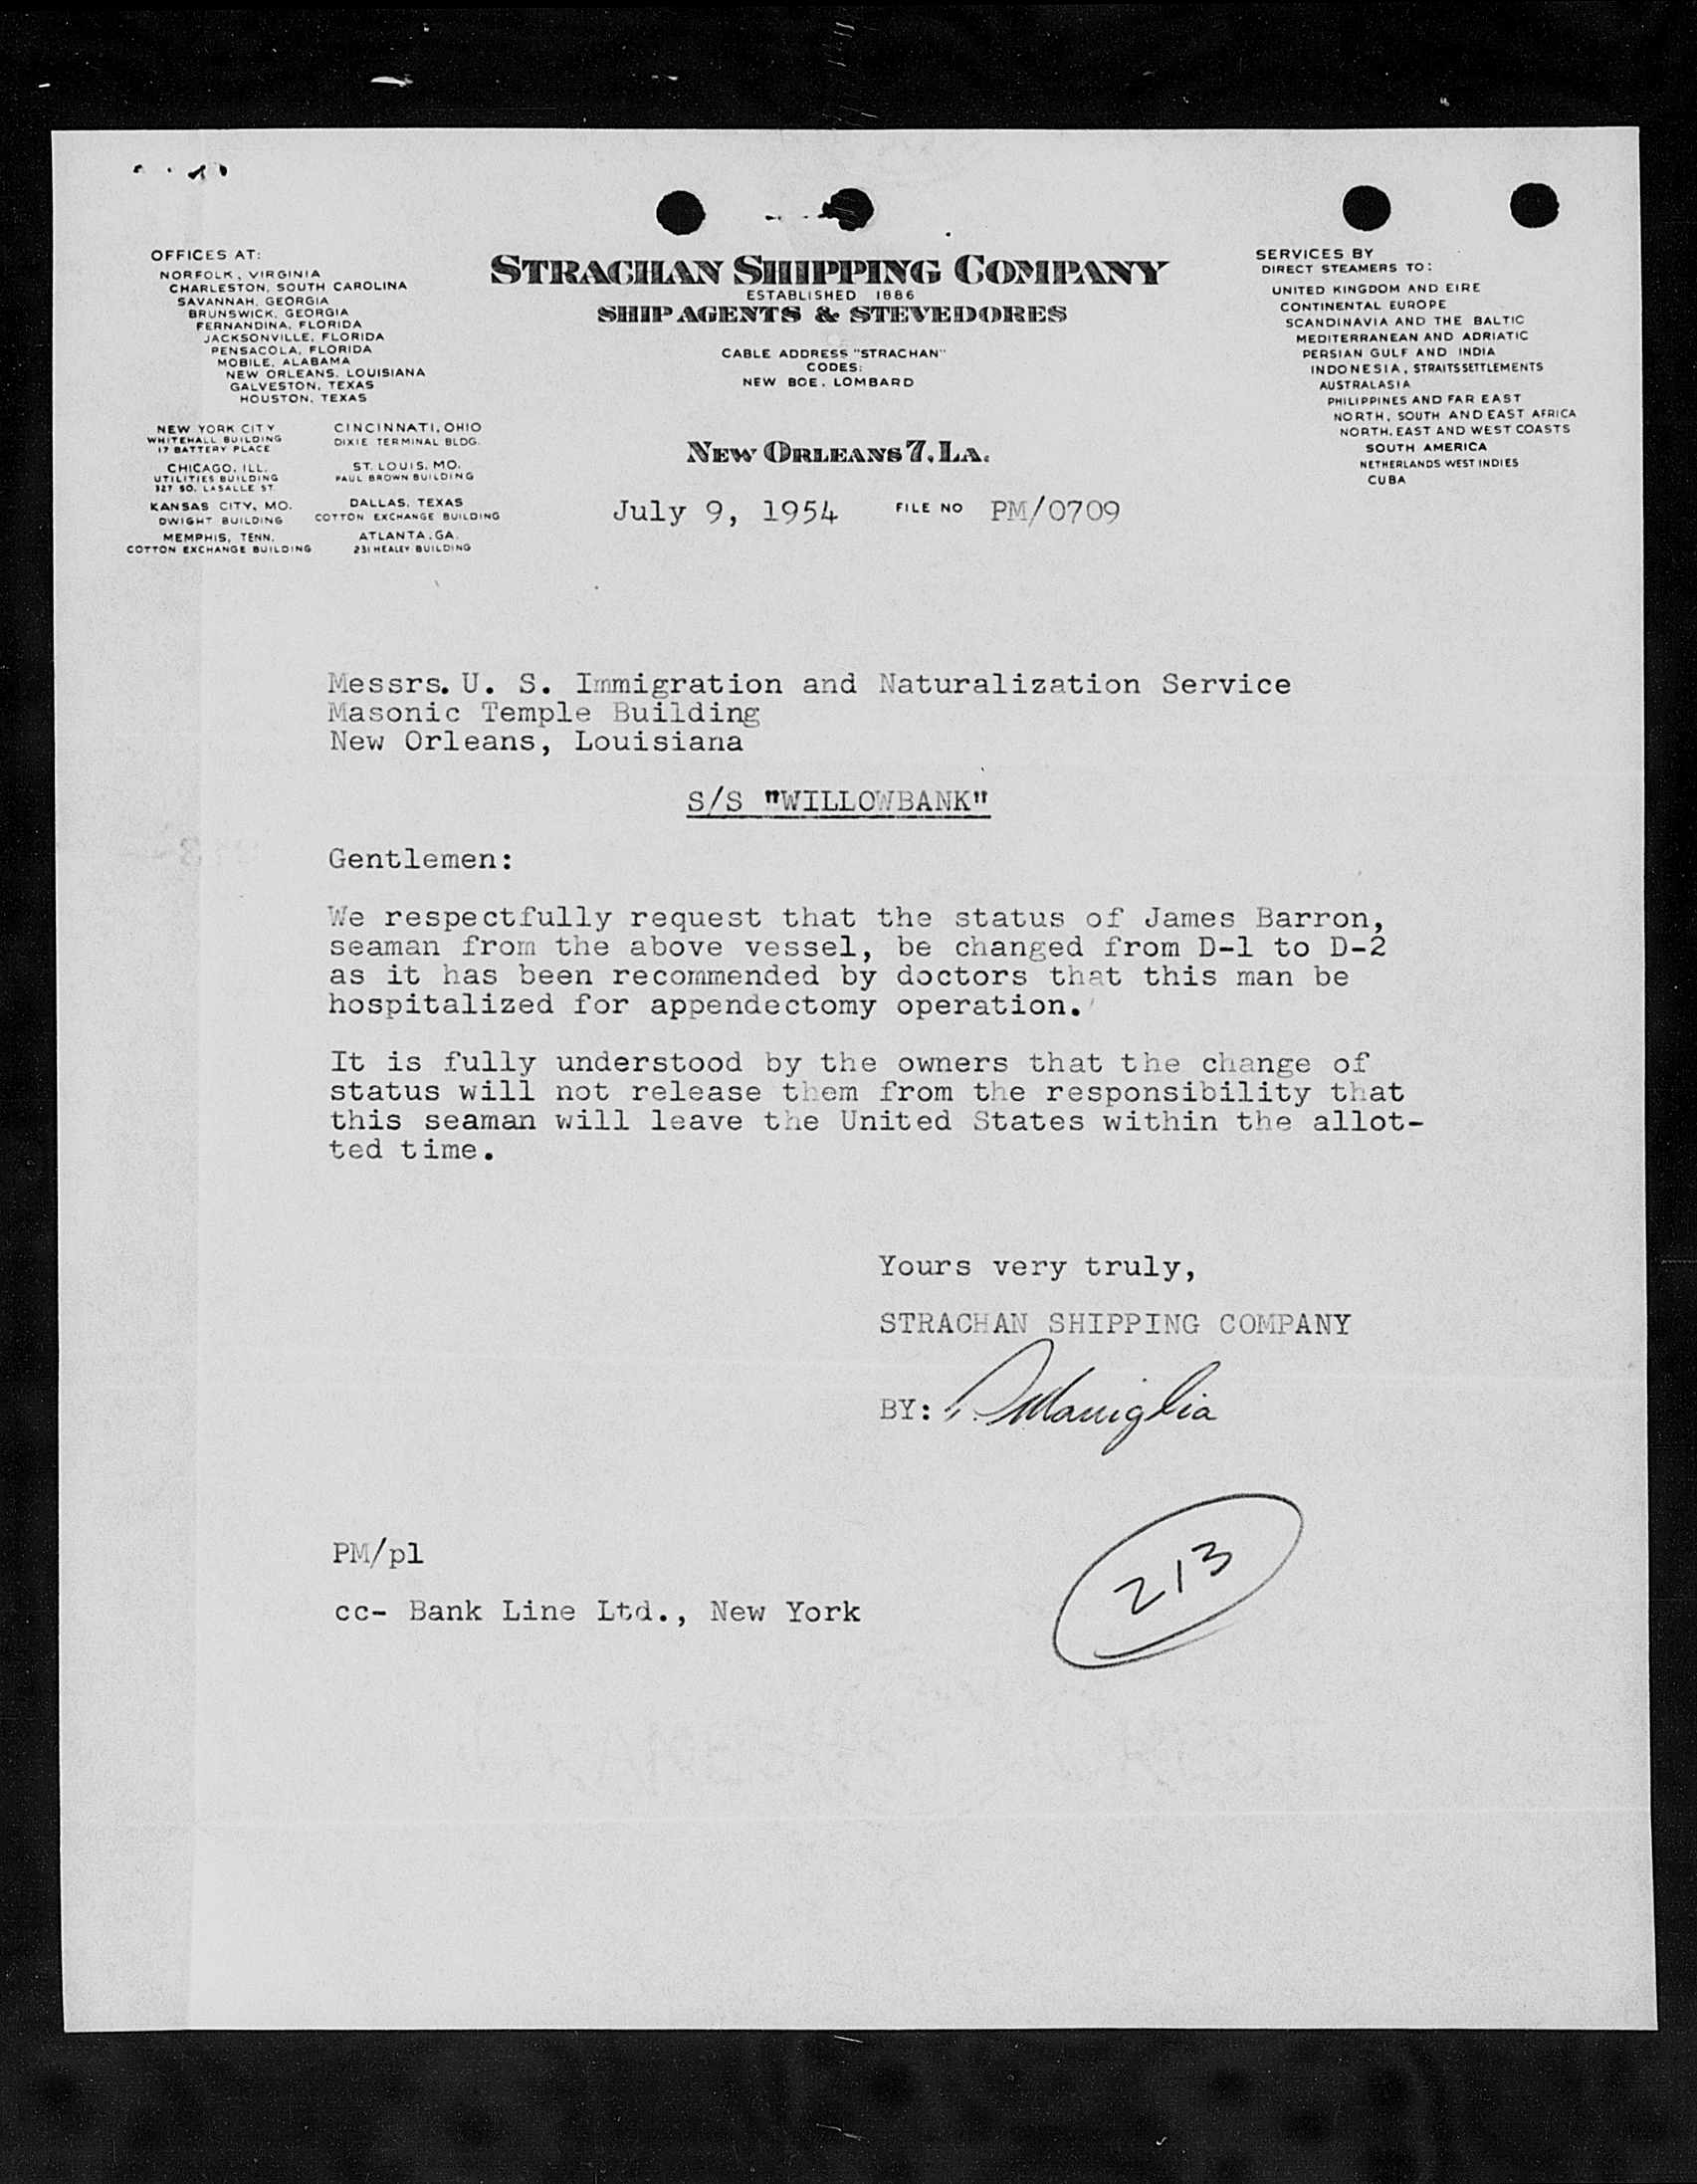 OFFICES AT:
NORFOLK, VIRGINIA
CHARLESTON, SOUTH CAROLINA
SAVANNAH, GEORGIA
BRUNSWICK, GEORGIA
FERNANDINA, FLORIDA
JACKSONVILLE, FLORIDA
PENSACOLA, FLORIDA
MOBILE, ALABAMA
NEW ORLEANS, LOUISIANA
GALVESTON, TEXAS
HOUSTON, TEXAS
NEW YORK CITY
WHITEHALL BUILDING
17 BATTERY PLACE
CHICAGO, ILL.
UTILITIES BUILDING
327 SO. LASALLE ST.
KANSAS CITY, MO.
DWIGHT BUILDING
MEMPHIS, TENN.
COTTON EXCHANGE BUILDING
CINCINNATI, OHIO
DIXIE TERMINAL BLDG.
ST. LOUIS, MO.
PAUL BROWN BUILDING
DALLAS, TEXAS
COTTON EXCHANGE BUILDING
ATLANTA, GA.
231 HEALEY BUILDING
STRACHAN SHIPPING COMPANY
ESTABLISHED 1886
SHIP AGENTS & STEVEDORES
CABLE ADDRESS "STRACHAN"
CODES:
NEW BOE, LOMBARD
NEW ORLEANS 7, LA.
SERVICES BY
DIRECT STEAMERS TO:
UNITED KINGDOM AND EIRE
CONTINENTAL EUROPE
SCANDINAVIA AND THE BALTIC
MEDITERRANEAN AND ADRIATIC
PERSIAN GULF AND INDIA
INDONESIA, STRAITS SETTLEMENTS
AUSTRALASIA
PHILIPPINES AND FAR EAST
NORTH, SOUTH AND EAST AFRICA
NORTH, EAST AND WEST COASTS
SOUTH AMERICA
NETHERLANDS WEST INDIES
CUBA
July 9, 1954 FILE NO PM/0709
Messrs. U. S. Immigration and Naturalization Service
Masonic Temple Building
New Orleans, Louisiana
S/S "WILLOWBANK"
Gentlemen:
We respectfully request that the status of James Barron,
seaman from the above vessel, be changed from D-1 to D-2
as it has been recommended by doctors that this man be
hospitalized for appendectomy operation.
It is fully understood by the owners that the change of
status will not release them from the responsibility that
this seaman will leave the United States within the allot-
ted time.
Yours very truly,
STRACHAN SHIPPING COMPANY
BY:
PM/pl
cc- Bank Line Ltd., New York
213